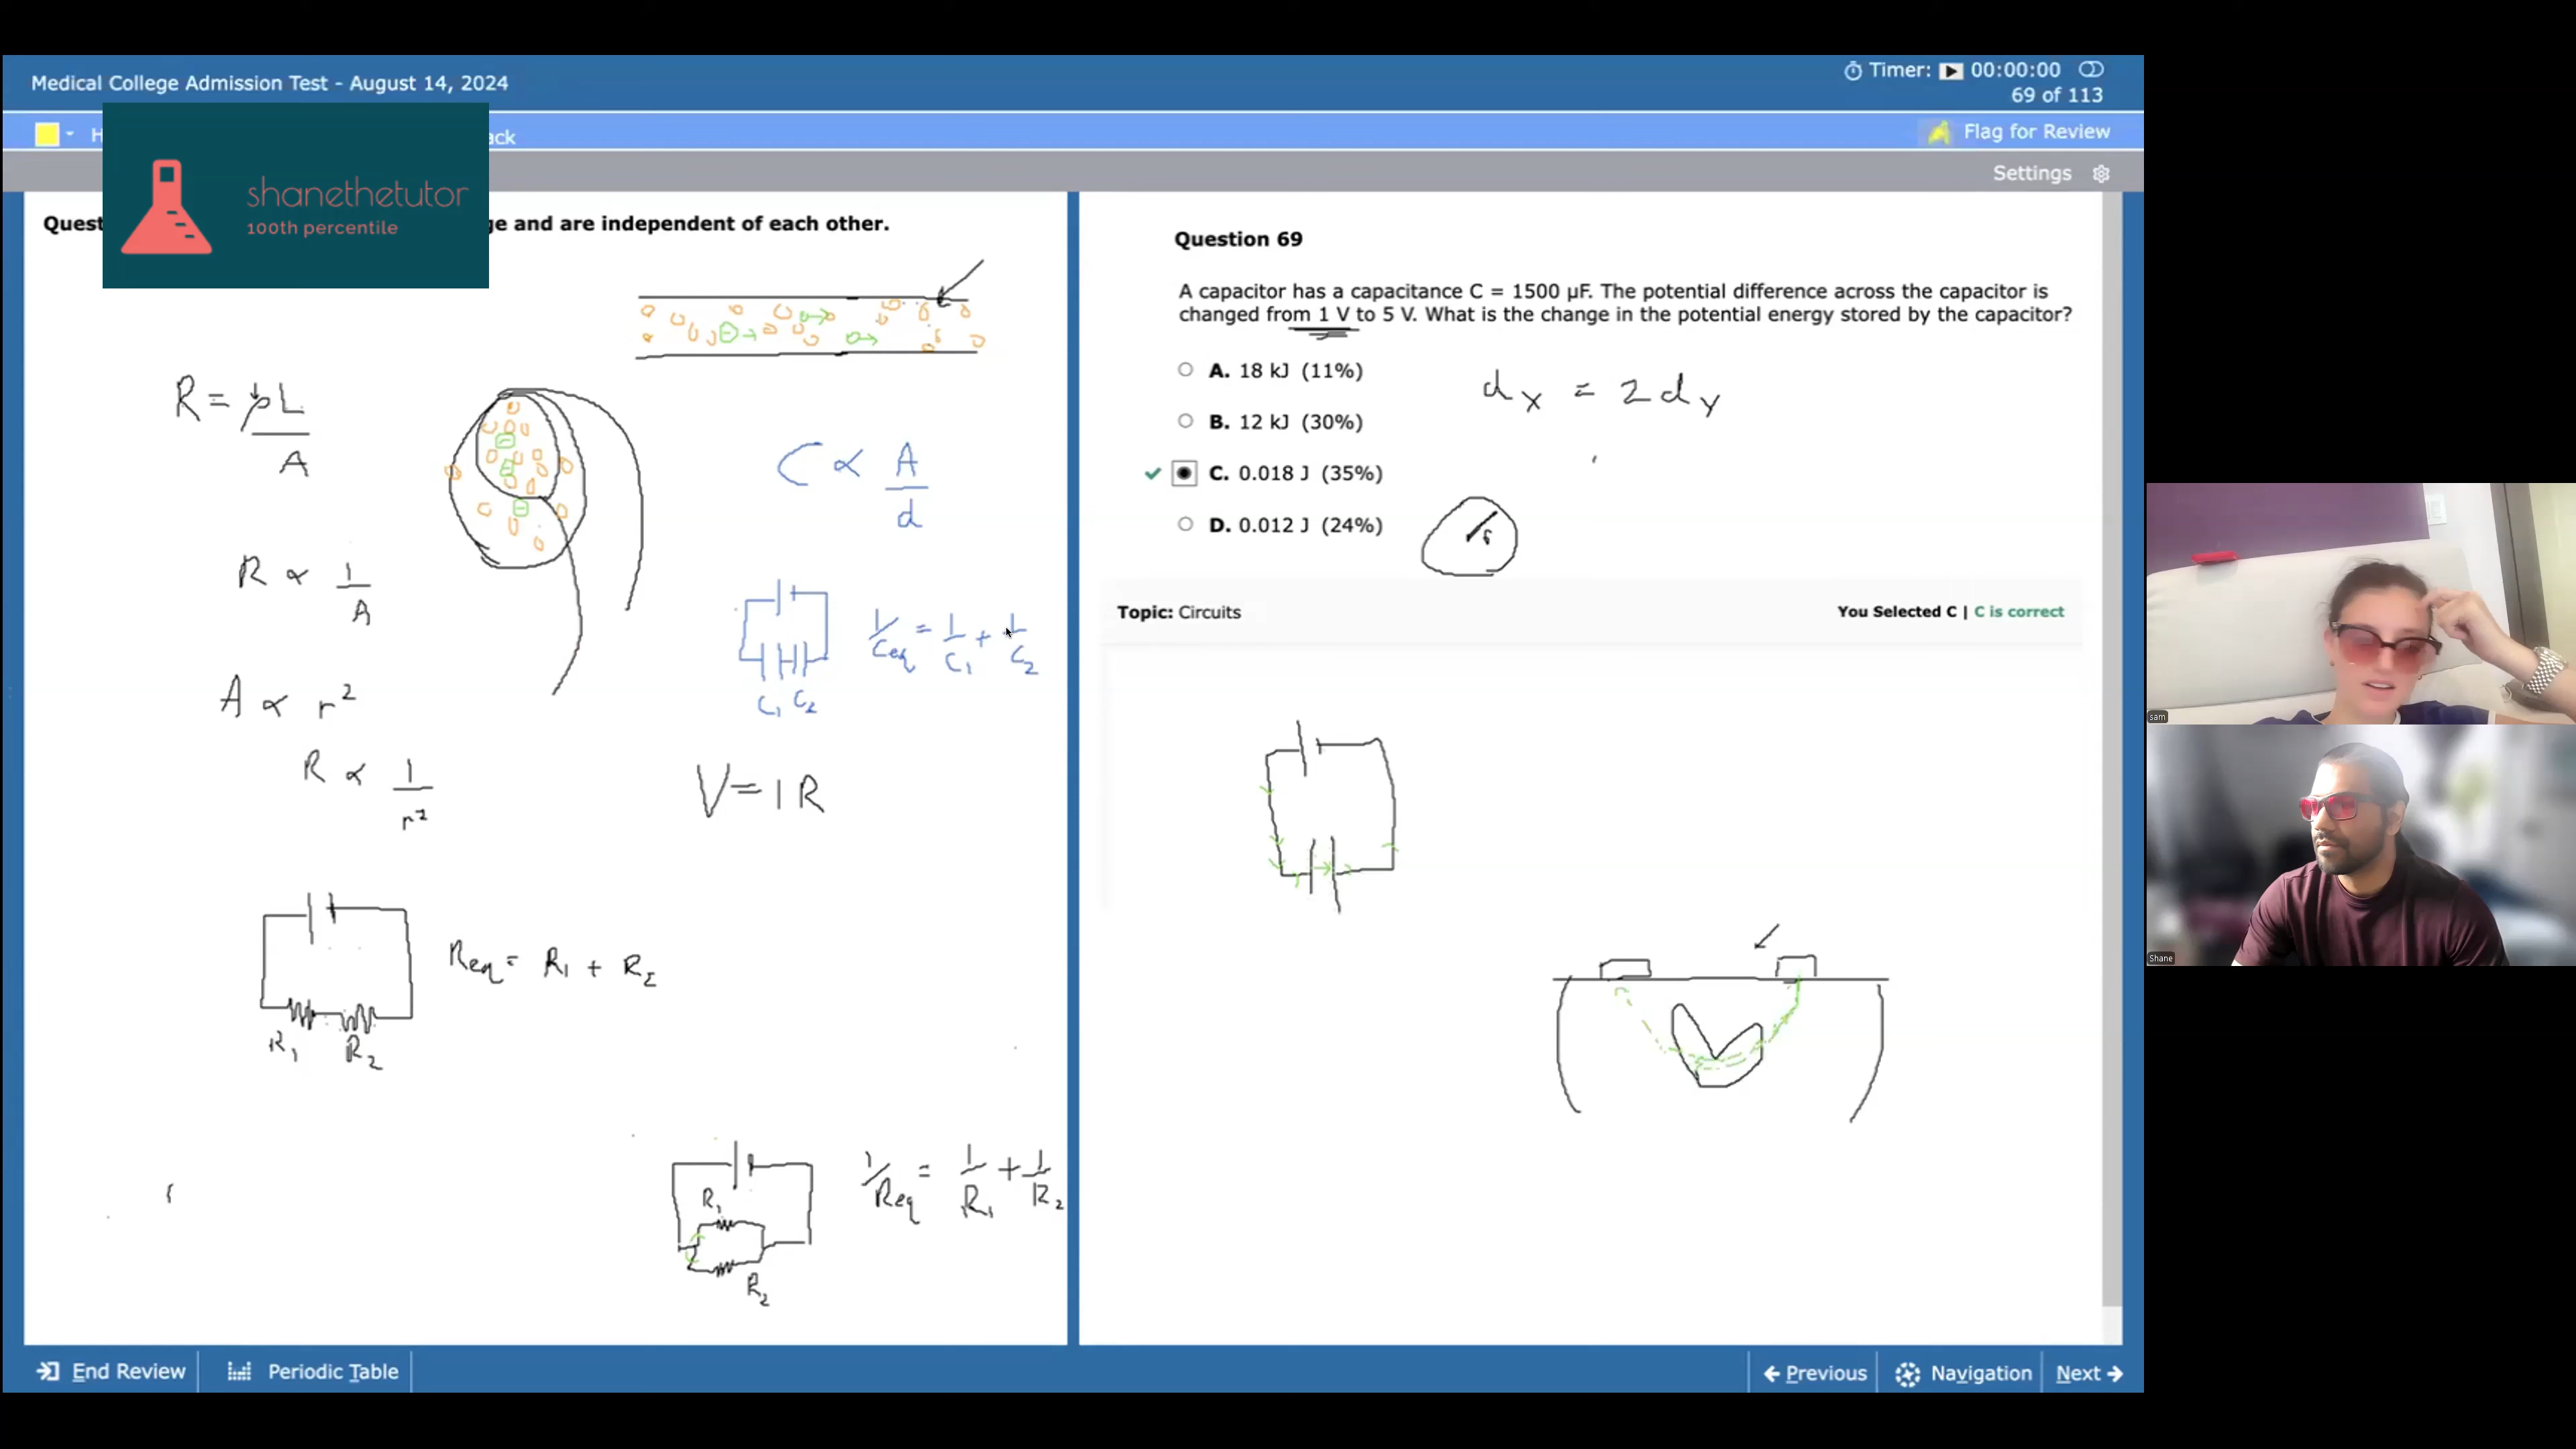 Medical College Admission Test - August 14, 2024
Timer: 00:00:00
69 of 113
H
ack
Flag for Review
Settings
shanethetutor
100th percentile
Quest
ge and are independent of each other.
R = ρL
A
R ∝ 1
A
A ∝ r²
R ∝ 1
r²
C ∝ A
d
1/Ceq = 1/C₁ + 1/C₂
C₁ C₂
V = IR
Req = R₁ + R₂
R₁ R₂
R₁
R₂
1/Req = 1/R₁ + 1/R₂
Question 69
A capacitor has a capacitance C = 1500 μF. The potential difference across the capacitor is
changed from 1 V to 5 V. What is the change in the potential energy stored by the capacitor?
A. 18 kJ (11%)
B. 12 kJ (30%)
C. 0.018 J (35%)
D. 0.012 J (24%)
dx = 2dy
r
Topic: Circuits
You Selected C | C is correct
sam
Shane
End Review
Periodic Table
Previous
Navigation
Next